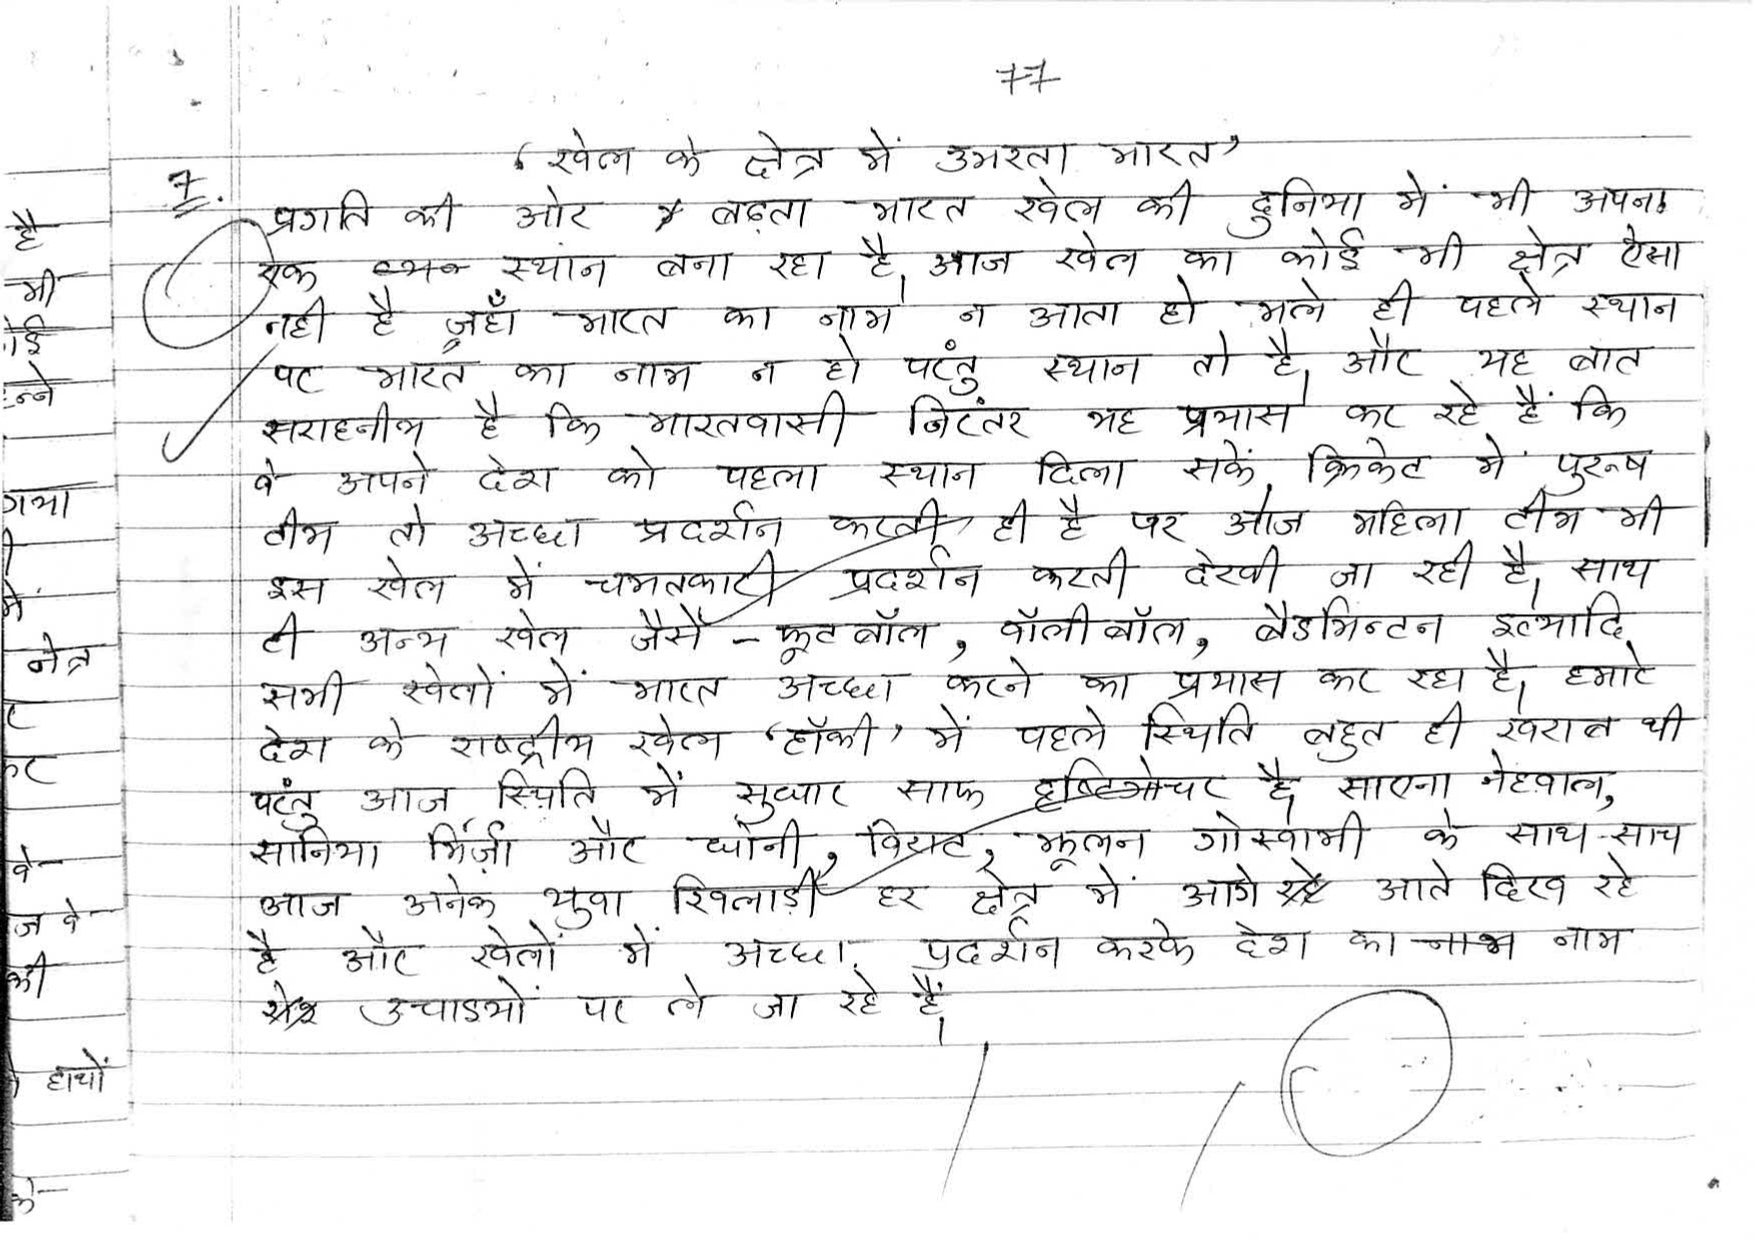 77
'खेल के क्षेत्र में उभरता भारत'
7.
प्रगति की ओर बढ़ता भारत खेल की दुनिया में भी अपना
एक स्थान बना रहा है, आज खेल का कोई भी क्षेत्र ऐसा
नही है जहाँ भारत का नाम न आता हो भले ही पहले स्थान
पर भारत का नाम न हो परंतु स्थान तो है, और यह बात
सराहनीय है कि भारतवासी निरंतर यह प्रयास कर रहे हैं कि
वे अपने देश को पहला स्थान दिला सकें, क्रिकेट में पुरूष
टीम तो अच्छा प्रदर्शन करती ही है पर आज महिला टीम भी
इस खेल में चमतकारी प्रदर्शन करती देखी जा रही है, साथ
ही अन्य खेल जैसै - फूटबॉल, वॉलीबॉल, बैडमिन्टन इत्यादि
सभी खेलों में भारत अच्छा करने का प्रयास कर रहा है, हमारे
देश के राष्ट्रीय खेल 'हॉकी' में पहले स्थिति बहुत ही खराब थी
परंतु आज स्थिति में सुधार साफ दृष्टिगोचर है, साएना नेहवाल,
सानिया मिर्ज़ा और धोनी, विराट, झूलन गोस्वामी के साथ-साथ
आज अनेक युवा खिलाड़ी हर क्षेत्र में आगे आते दिख रहे
है और खेलों में अच्छा प्रदर्शन करके देश का नाम
उचाइयों पर ले जा रहे हैं,
है
भी
न्ने
गया
में
नेत्र
वे-
ज वे-
की
हाथों